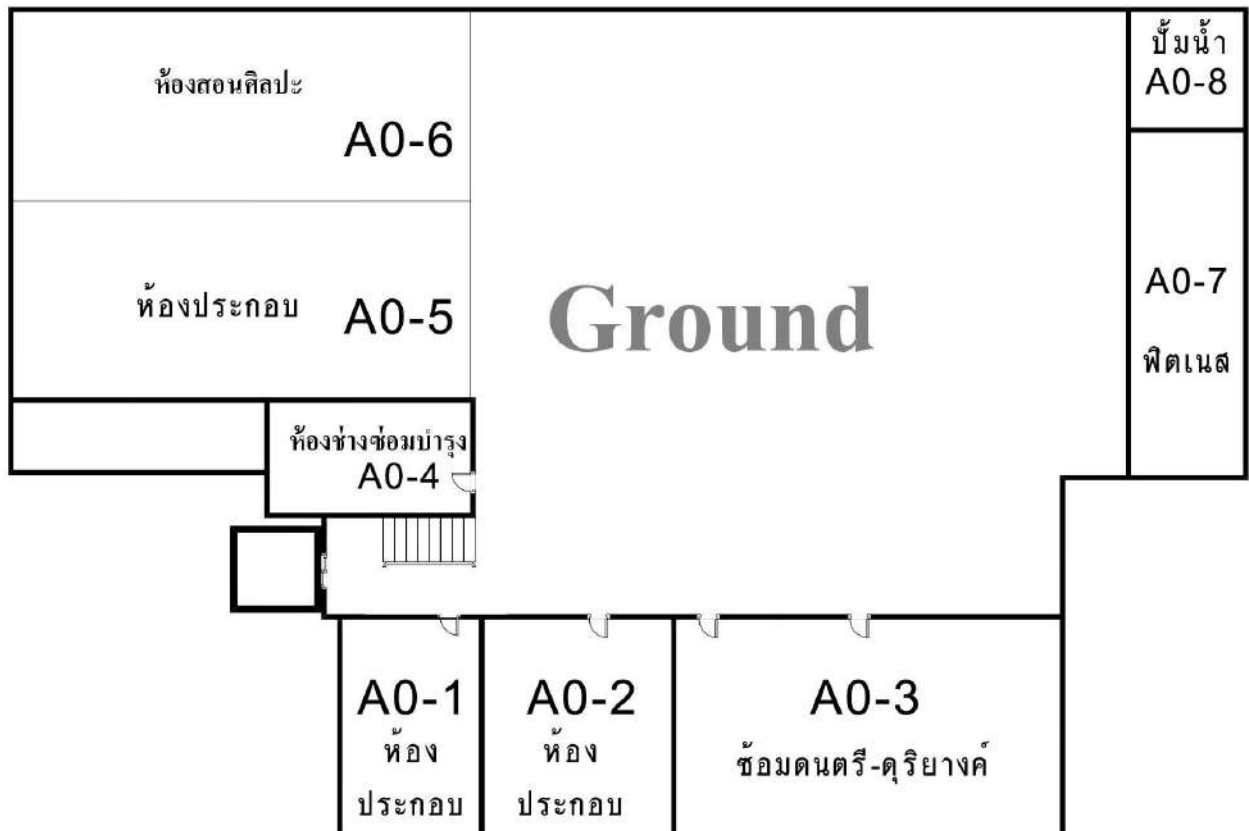 ห้องสอนศิลปะ
A0-6
ห้องประกอบ A0-5
ห้องช่างซ่อมบำรุง
A0-4
Ground
ปั้มน้ำ
A0-8
A0-7
ฟิตเนส
A0-1
ห้อง
ประกอบ
A0-2
ห้อง
ประกอบ
A0-3
ซ้อมดนตรี-ดุริยางค์